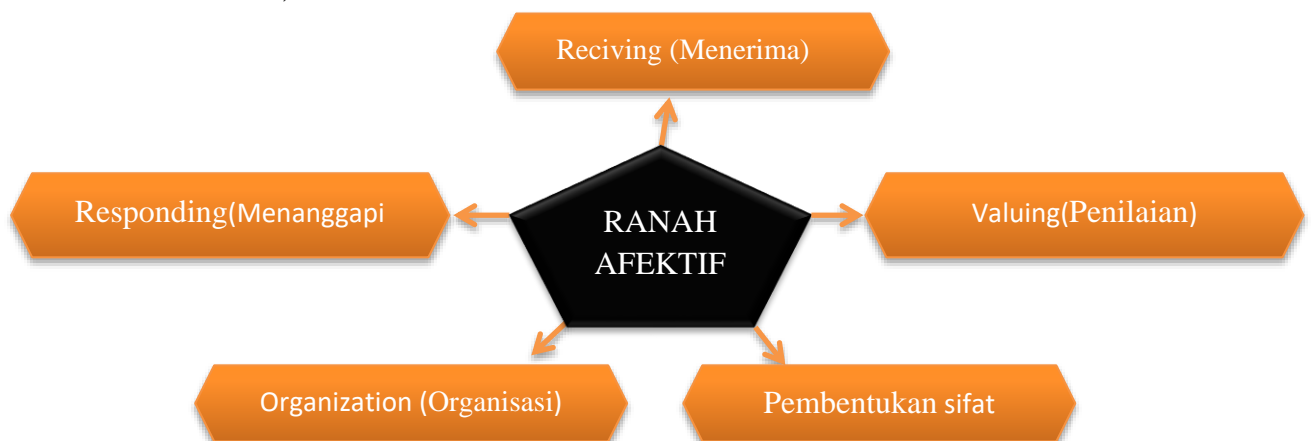 Reciving (Menerima)
Responding(Menanggapi
RANAH
AFEKTIF
Valuing(Penilaian)
Organization (Organisasi)
Pembentukan sifat